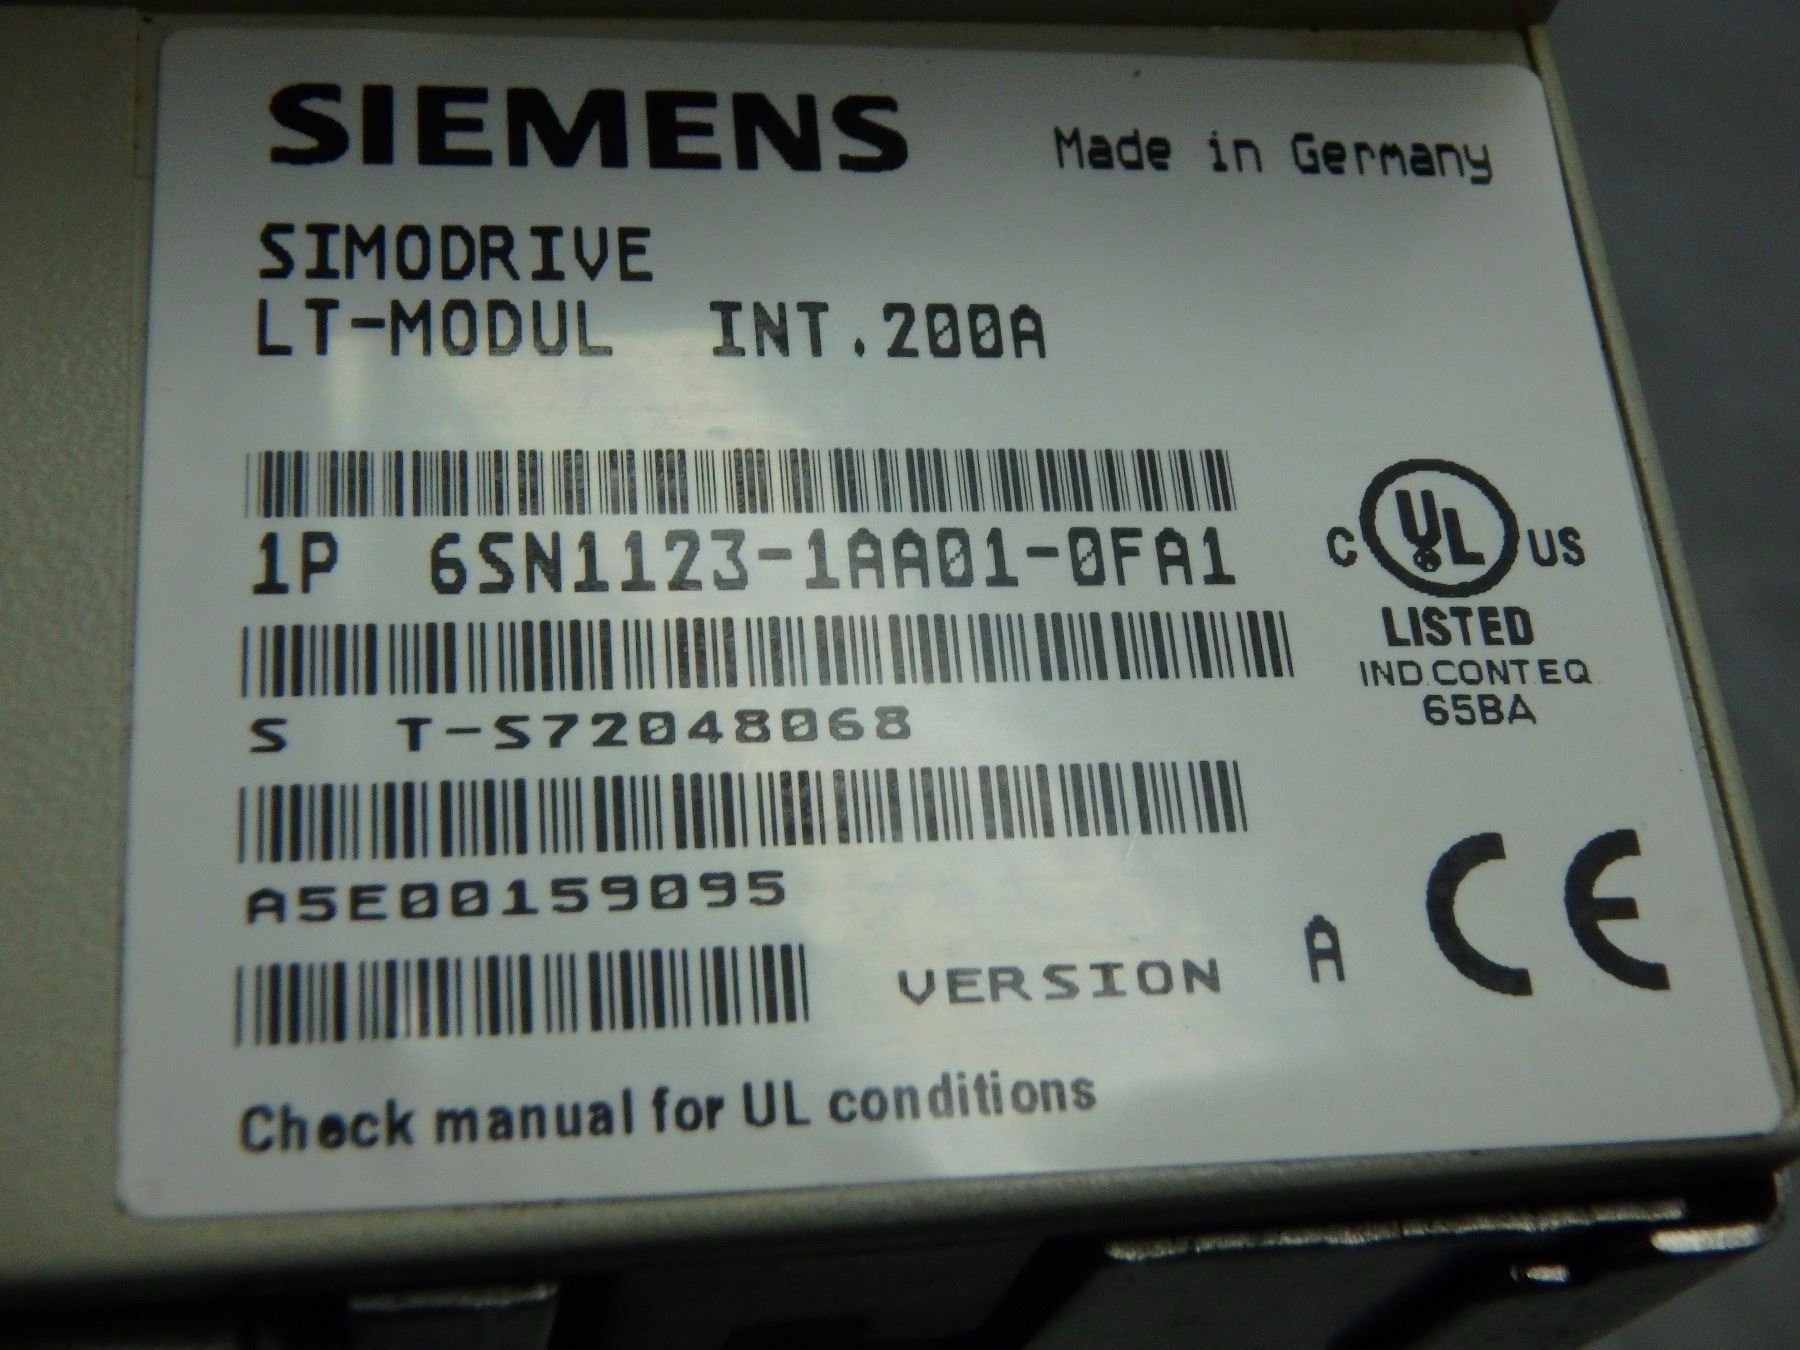 SIEMENS Made in Germany
SIMODRIVE
LT-MODUL INT.200A
1P 6SN1123-1AA01-0FA1
C UL US
LISTED
IND.CONT.EQ.
65BA
S T-S72048068
A5E00159095
VERSION A
CE
Check manual for UL conditions